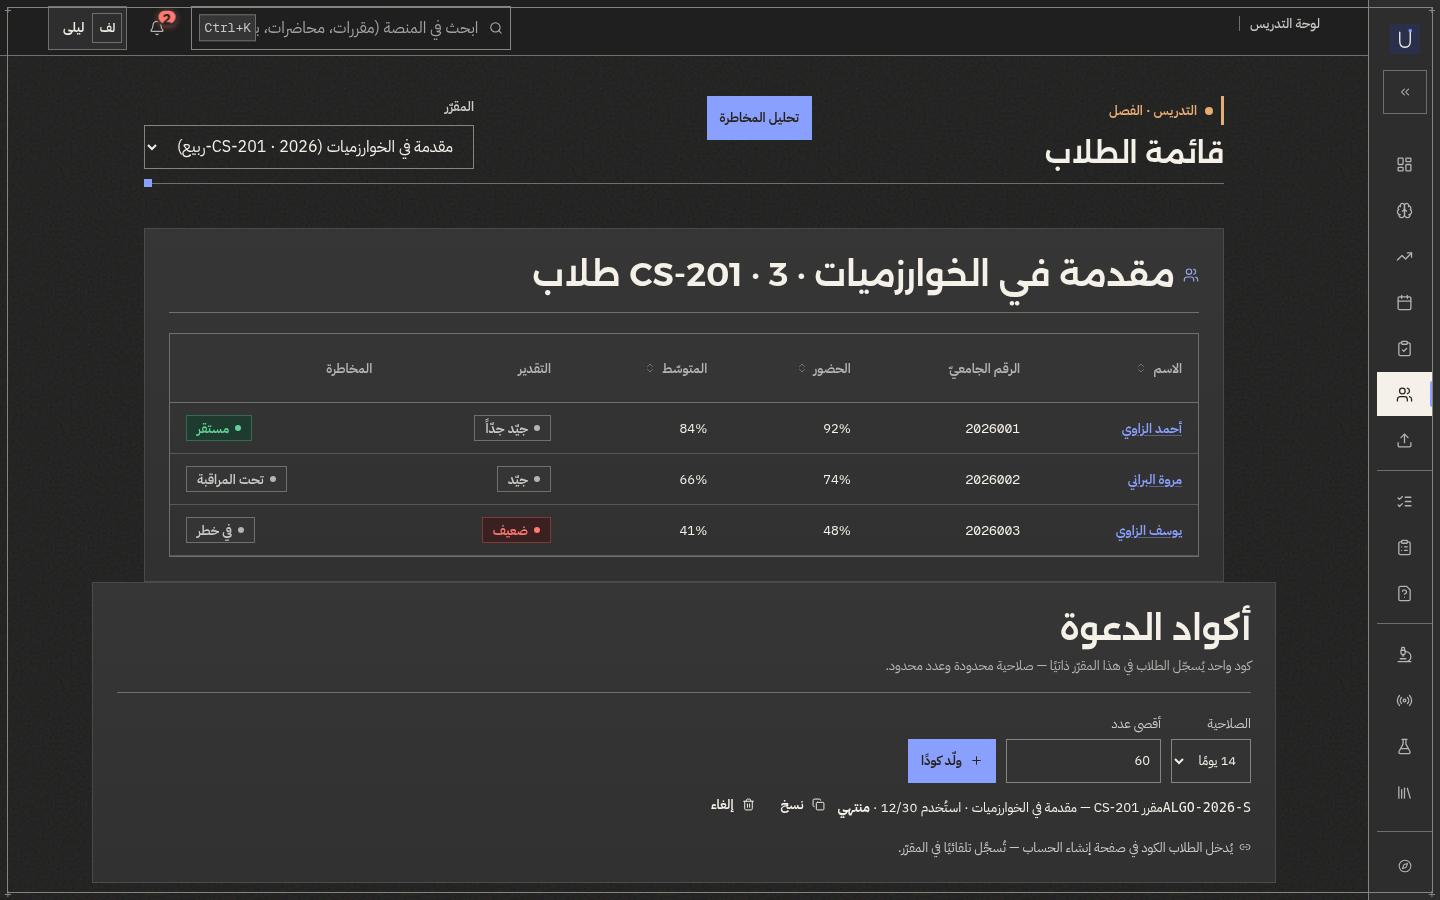 لوحة التدريس
ابحث في المنصة (مقررات، محاضرات، ب
Ctrl+K
2
لف
ليلى
التدريس · الفصل
قائمة الطلاب
تحليل المخاطرة
المقرّر
مقدمة في الخوارزميات (CS-201 · 2026-ربيع)
مقدمة في الخوارزميات · CS-201 · 3 طلاب
الاسم الرقم الجامعيّ الحضور المتوسّط التقدير المخاطرة
أحمد الزاوي 2026001 92% 84% جيّد جدّاً مستقر
مروة البراني 2026002 74% 66% جيّد تحت المراقبة
يوسف الزاوي 2026003 48% 41% ضعيف في خطر
أكواد الدعوة
كود واحد يُسجّل الطلاب في هذا المقرّر ذاتيًا — صلاحية محدودة وعدد محدود.
الصلاحية أقصى عدد
14 يومًا 60 ولّد كودًا
ALGO-2026-S مقرر CS-201 — مقدمة في الخوارزميات · استُخدم 12/30 · منتهي نسخ إلغاء
يُدخل الطلاب الكود في صفحة إنشاء الحساب — تُسجَّل تلقائيًا في المقرّر.